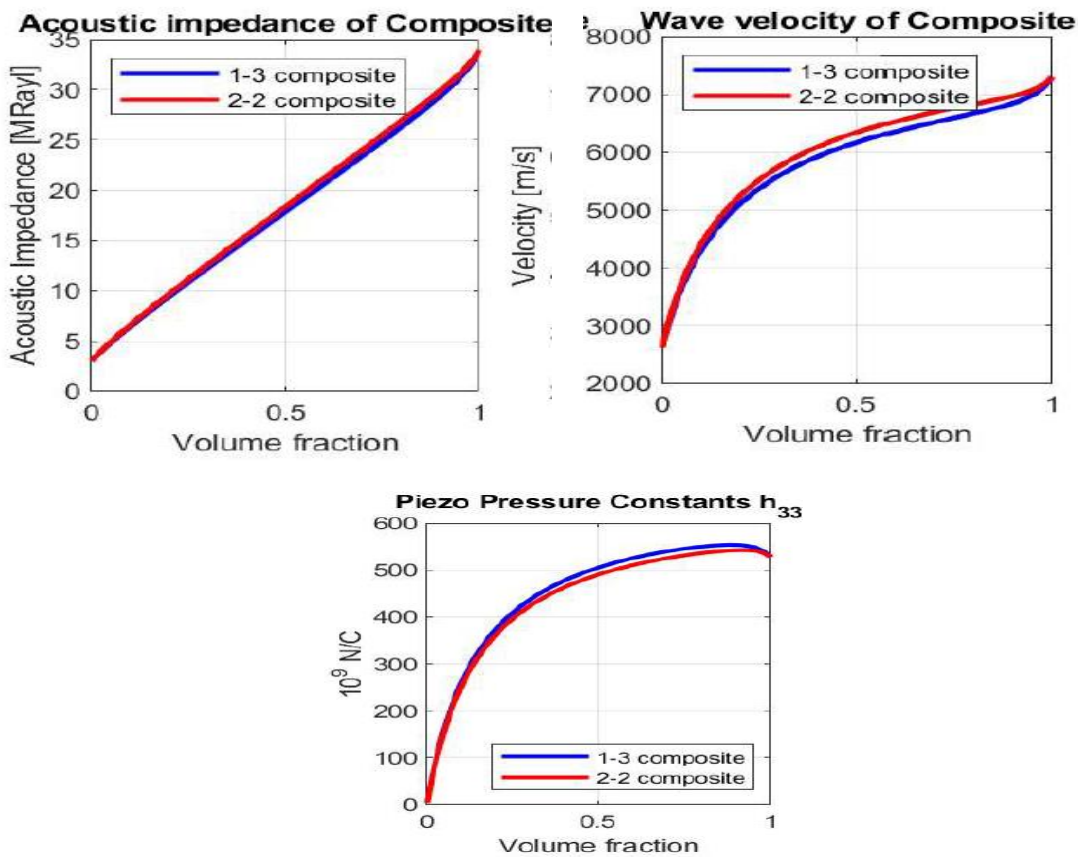 Acoustic impedance of Composite
35
30
25
20
15
10
5
0
Acoustic Impedance [MRayl]
1-3 composite
2-2 composite
0
0.5
1
Volume fraction
e
Wave velocity of Composite
8000
7000
6000
5000
4000
3000
2000
Velocity [m/s]
1-3 composite
2-2 composite
0
0.5
1
Volume fraction
Piezo Pressure Constants h33
600
500
400
300
200
100
0
10⁹ N/C
1-3 composite
2-2 composite
0
0.5
1
Volume fraction